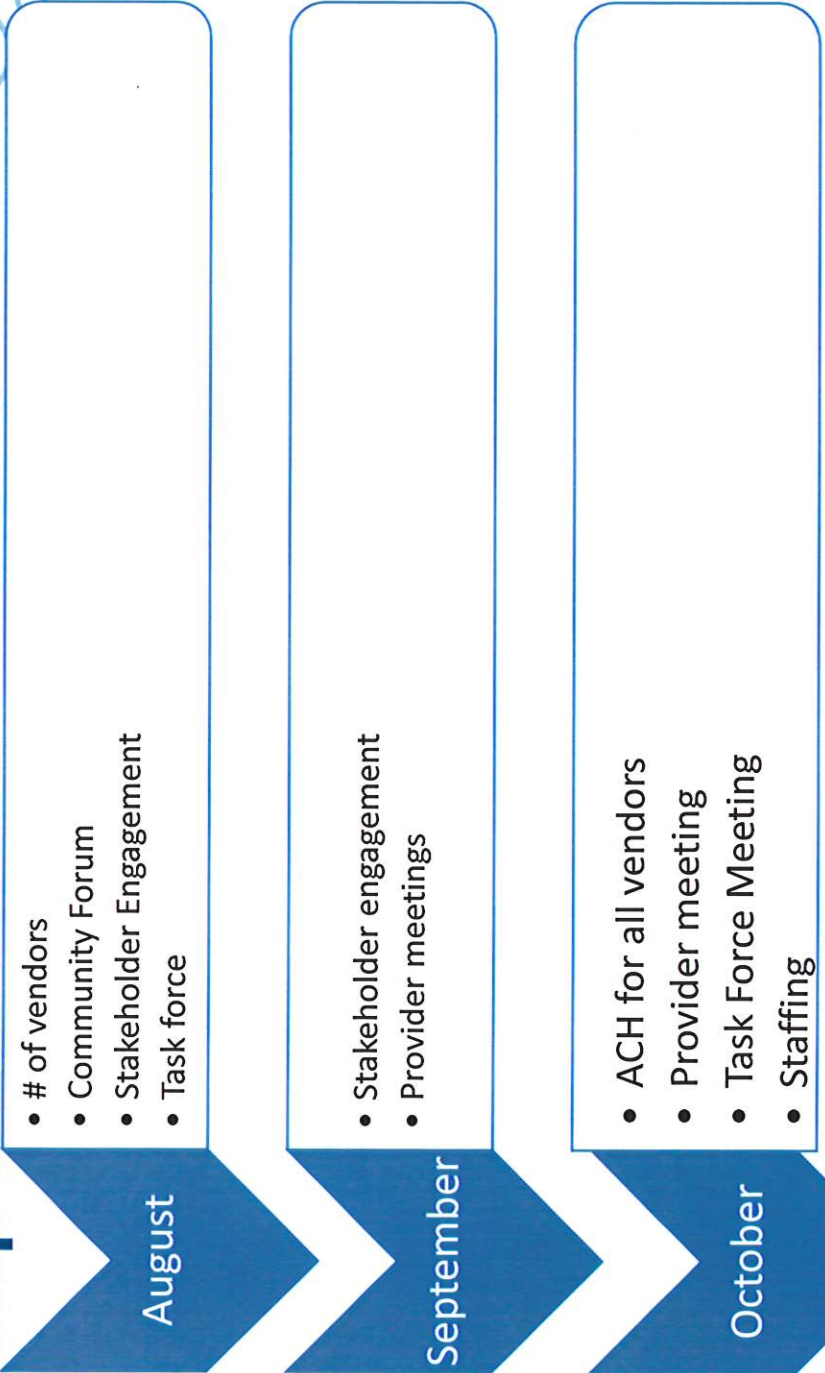 August
• # of vendors
• Community Forum
• Stakeholder Engagement
• Task force
September
• Stakeholder engagement
• Provider meetings
October
• ACH for all vendors
• Provider meeting
• Task Force Meeting
• Staffing